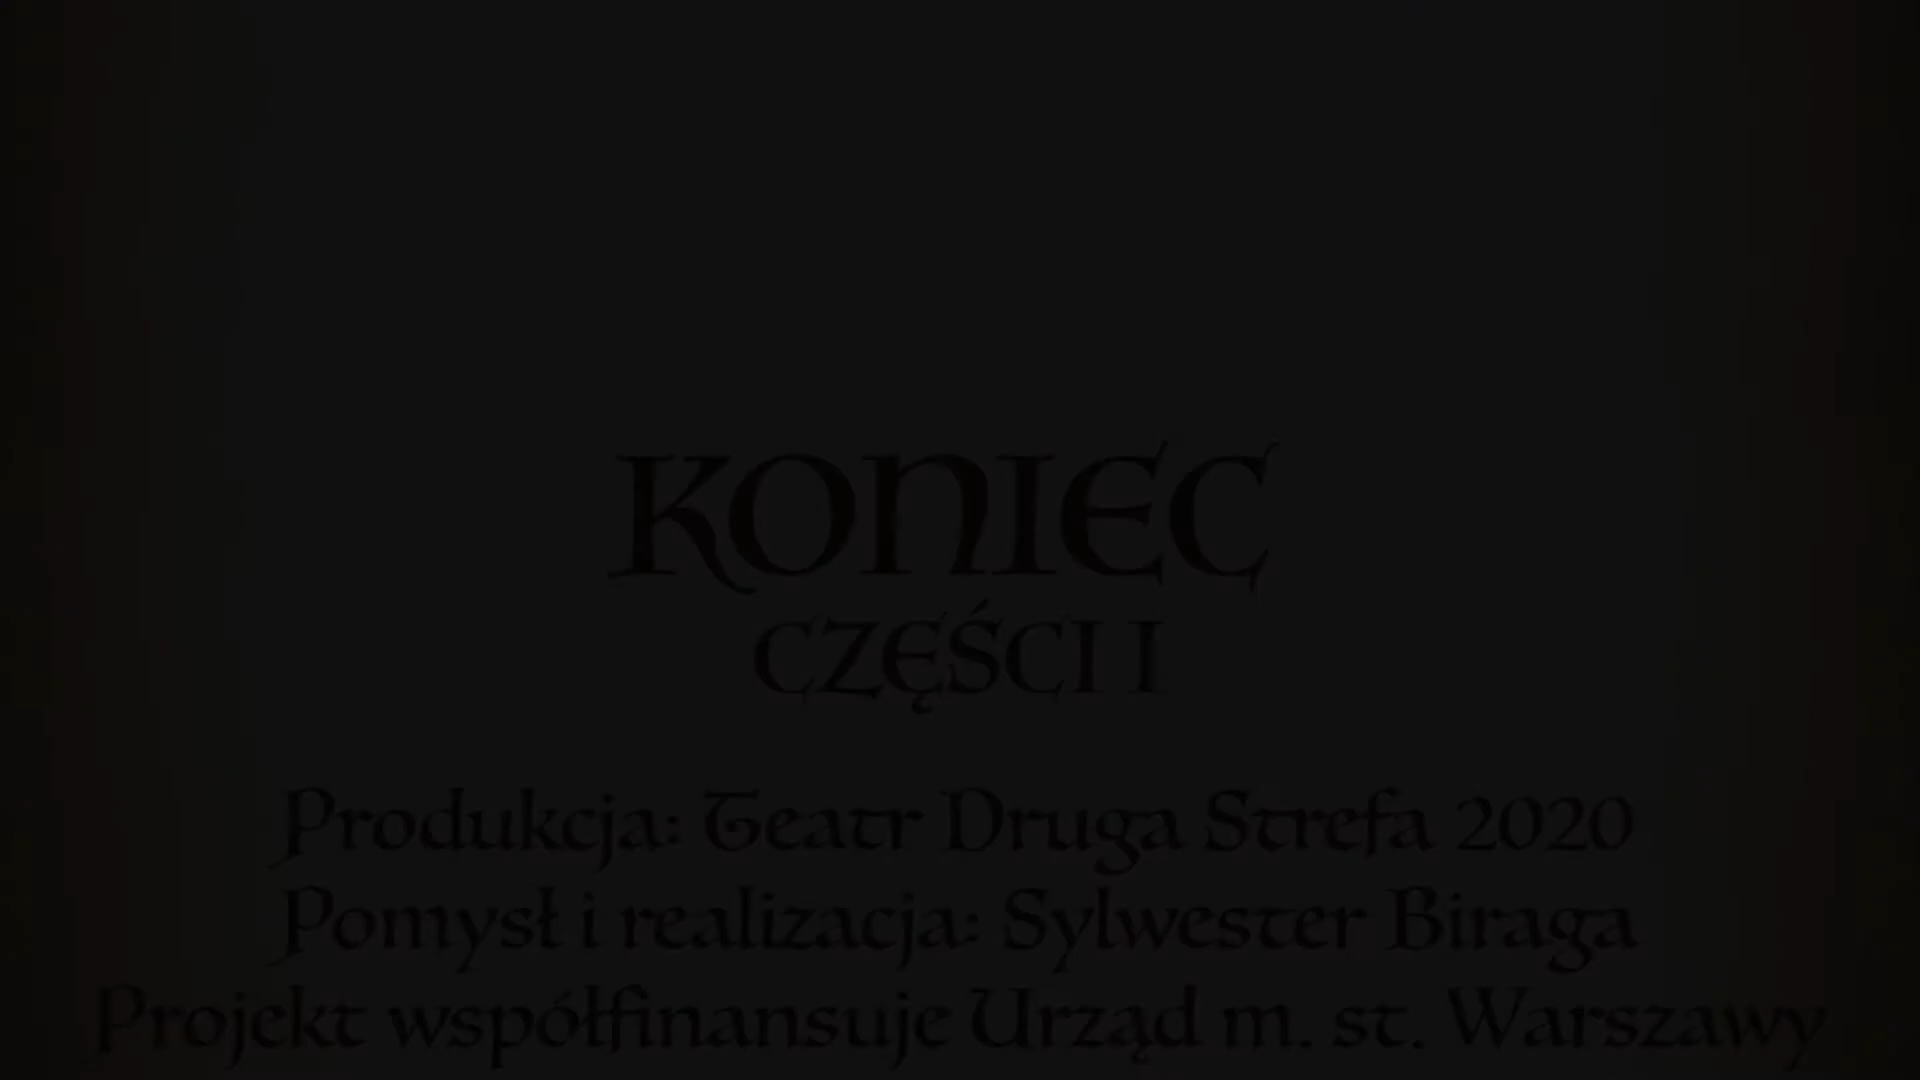 KONIEC
CZĘŚCI I
Produkcja: Teatr Druga Strefa 2020
Pomysł i realizacja: Sylwester Biraga
Projekt współfinansuje Urząd m. st. Warszawy